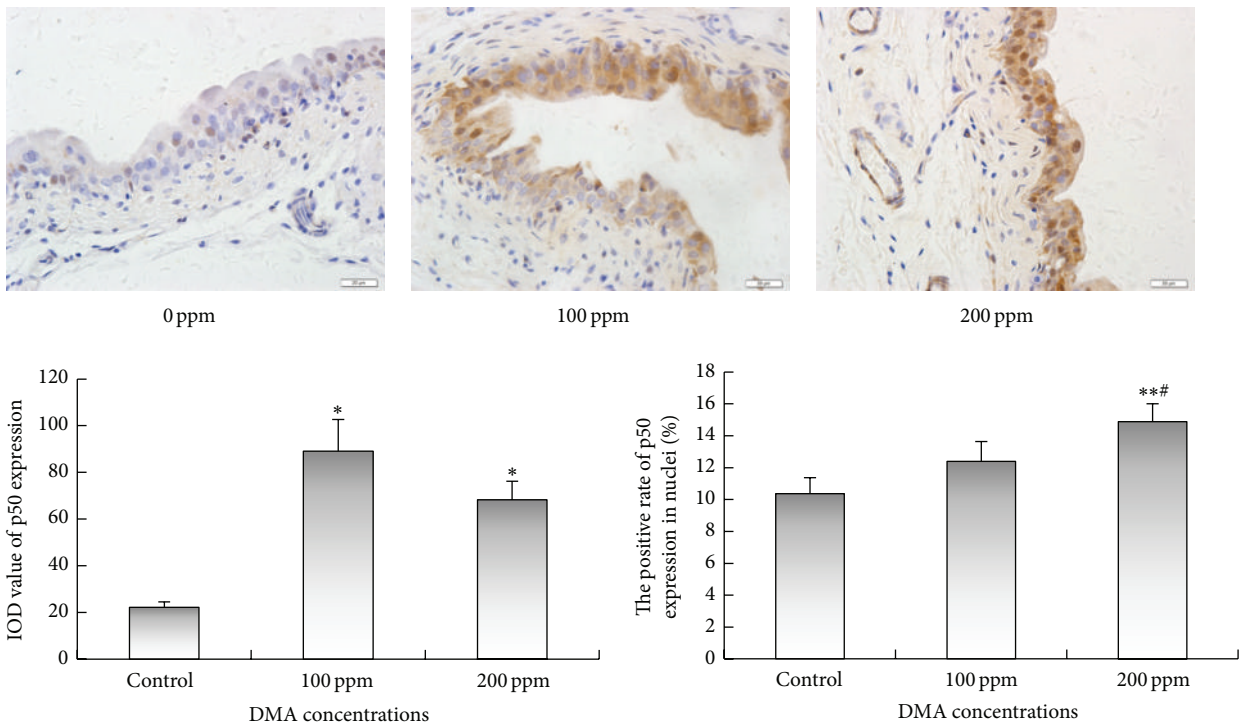 0 ppm
100 ppm
200 ppm
IOD value of p50 expression
120
100
80
60
40
20
0
*
*
Control
100 ppm
200 ppm
DMA concentrations
The positive rate of p50
expression in nuclei (%)
18
16
14
12
10
8
6
4
2
0
**#
Control
100 ppm
200 ppm
DMA concentrations